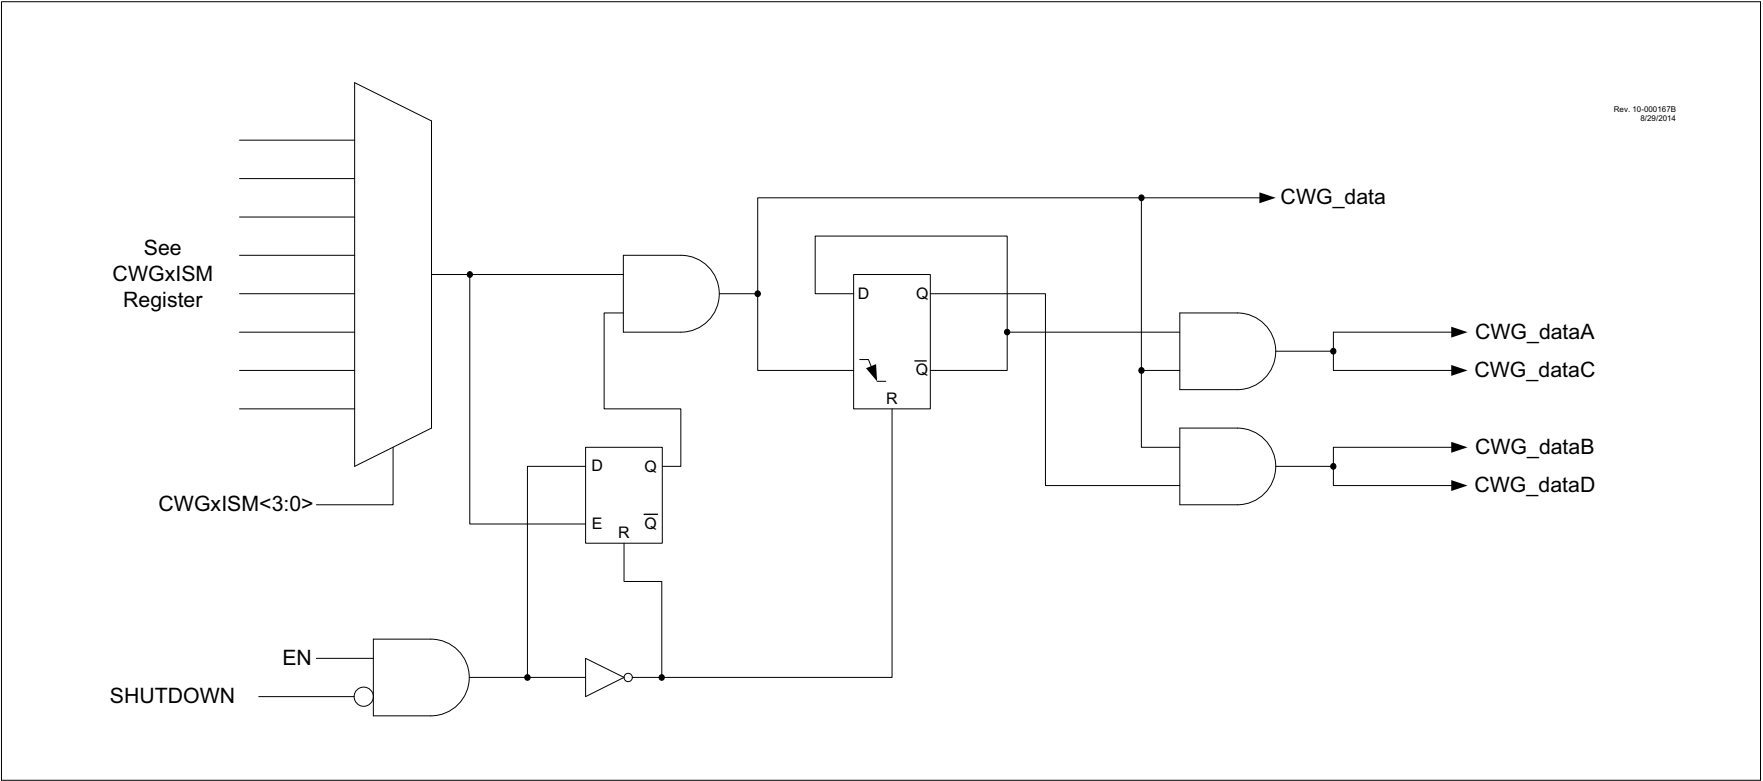 Rev. 10-000167B
8/29/2014
CWG_data
See
CWGxISM
Register
D
Q
CWG_dataA
Q
CWG_dataC
R
CWG_dataB
D
Q
CWG_dataD
CWGxISM<3:0>
E
Q
R
EN
SHUTDOWN